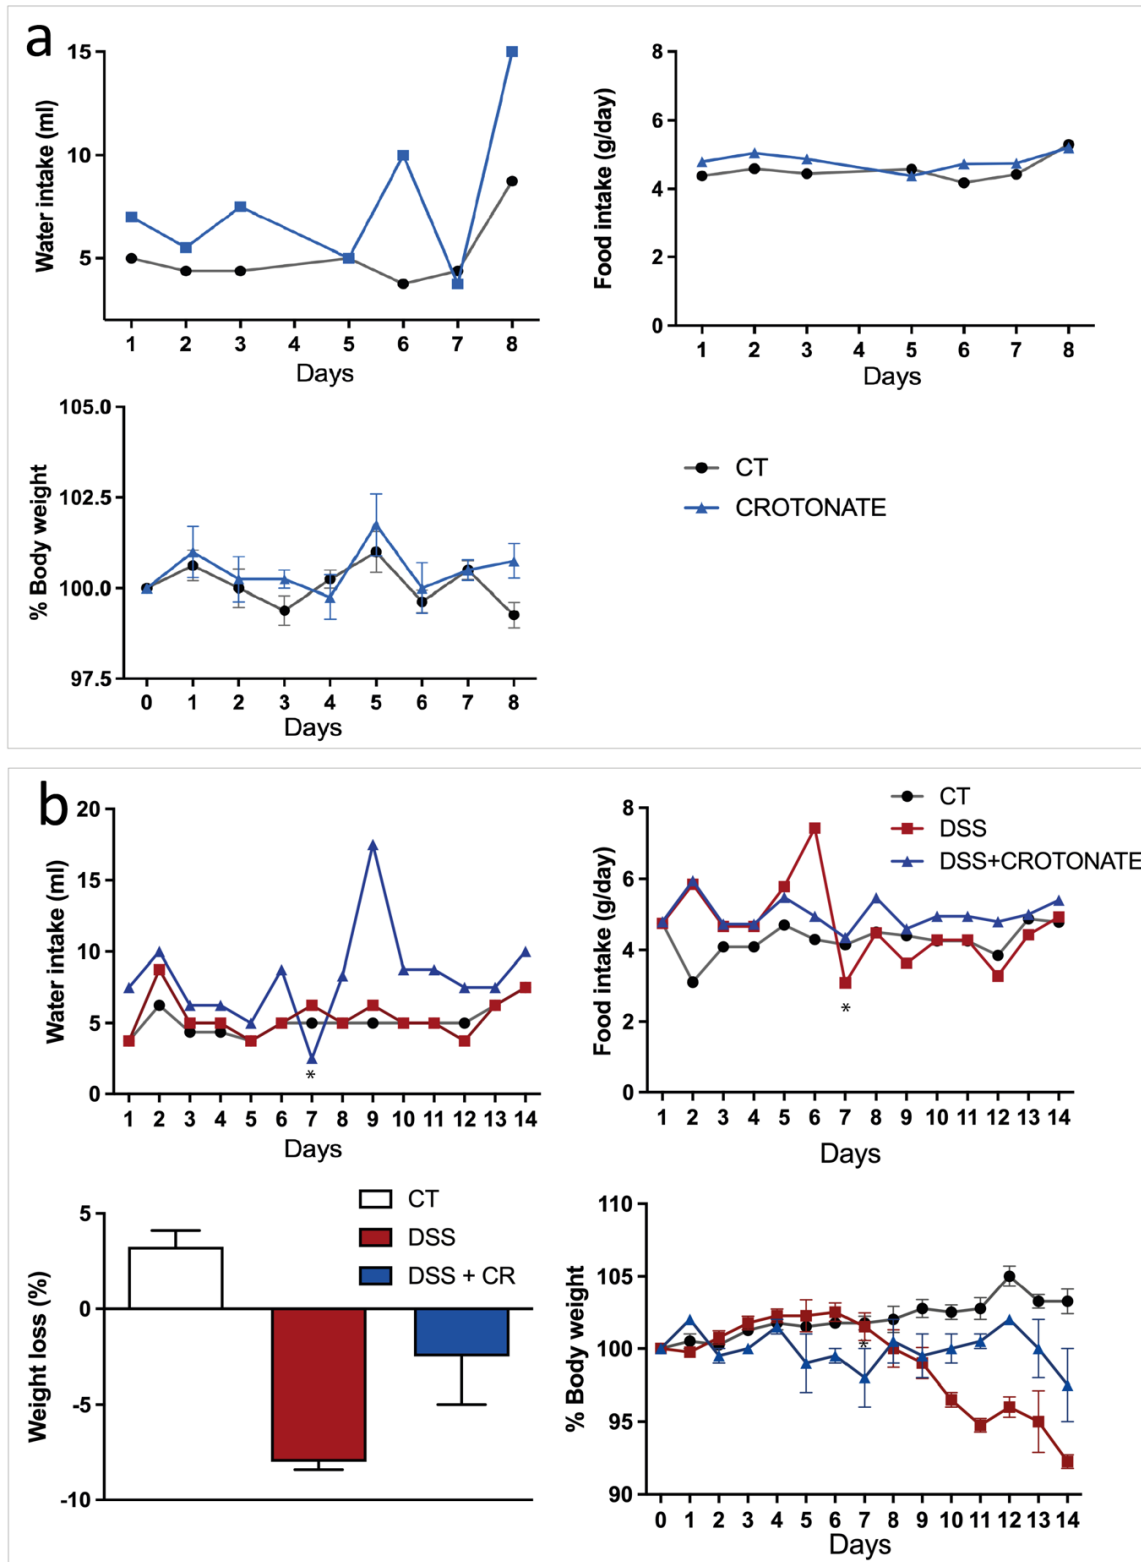 a
Water intake (ml)
15
10
5
1 2 3 4 5 6 7 8
Days
Food intake (g/day)
8
6
4
2
0
1 2 3 4 5 6 7 8
Days
% Body weight
105.0
102.5
100.0
97.5
0 1 2 3 4 5 6 7 8
Days
CT
CROTONATE
b
Water intake (ml)
20
15
10
5
0
*
1 2 3 4 5 6 7 8 9 10 11 12 13 14
Days
Food intake (g/day)
8
6
4
2
0
CT
DSS
DSS+CROTONATE
*
1 2 3 4 5 6 7 8 9 10 11 12 13 14
Days
Weight loss (%)
5
0
-5
-10
CT
DSS
DSS + CR
% Body weight
110
105
100
95
90
*
0 1 2 3 4 5 6 7 8 9 10 11 12 13 14
Days